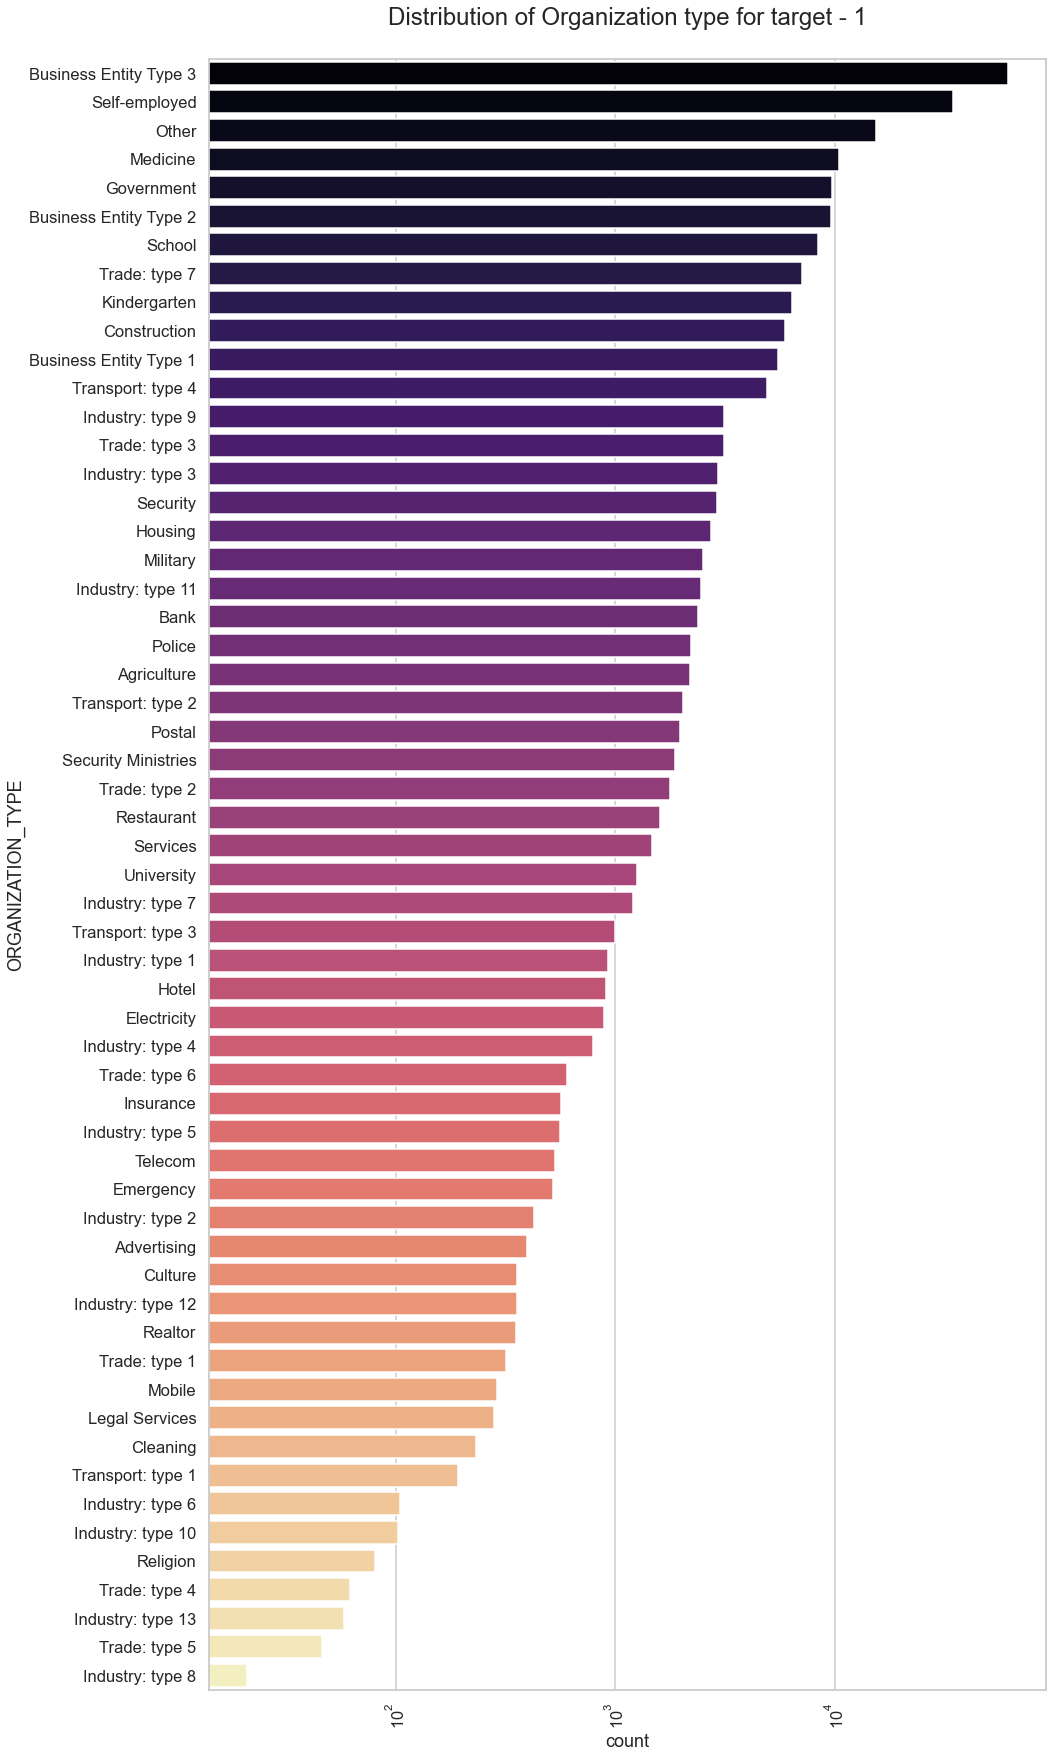 Distribution of Organization type for target - 1
ORGANIZATION_TYPE
Business Entity Type 3
Self-employed
Other
Medicine
Government
Business Entity Type 2
School
Trade: type 7
Kindergarten
Construction
Business Entity Type 1
Transport: type 4
Industry: type 9
Trade: type 3
Industry: type 3
Security
Housing
Military
Industry: type 11
Bank
Police
Agriculture
Transport: type 2
Postal
Security Ministries
Trade: type 2
Restaurant
Services
University
Industry: type 7
Transport: type 3
Industry: type 1
Hotel
Electricity
Industry: type 4
Trade: type 6
Insurance
Industry: type 5
Telecom
Emergency
Industry: type 2
Advertising
Culture
Industry: type 12
Realtor
Trade: type 1
Mobile
Legal Services
Cleaning
Transport: type 1
Industry: type 6
Industry: type 10
Religion
Trade: type 4
Industry: type 13
Trade: type 5
Industry: type 8
10²
10³
10⁴
count